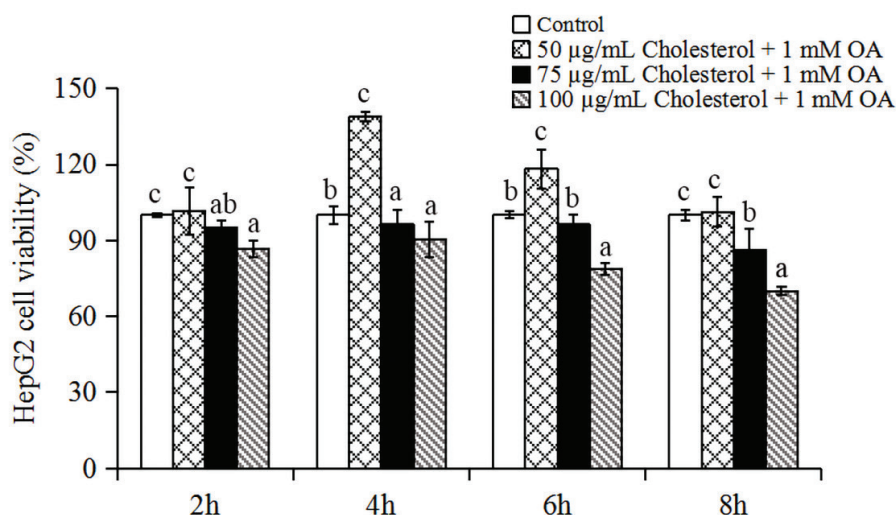 Control
50 µg/mL Cholesterol + 1 mM OA
75 µg/mL Cholesterol + 1 mM OA
100 µg/mL Cholesterol + 1 mM OA
HepG2 cell viability (%)
150
120
90
60
30
0
c c ab a
b c a a
b c b a
c c b a
2h 4h 6h 8h